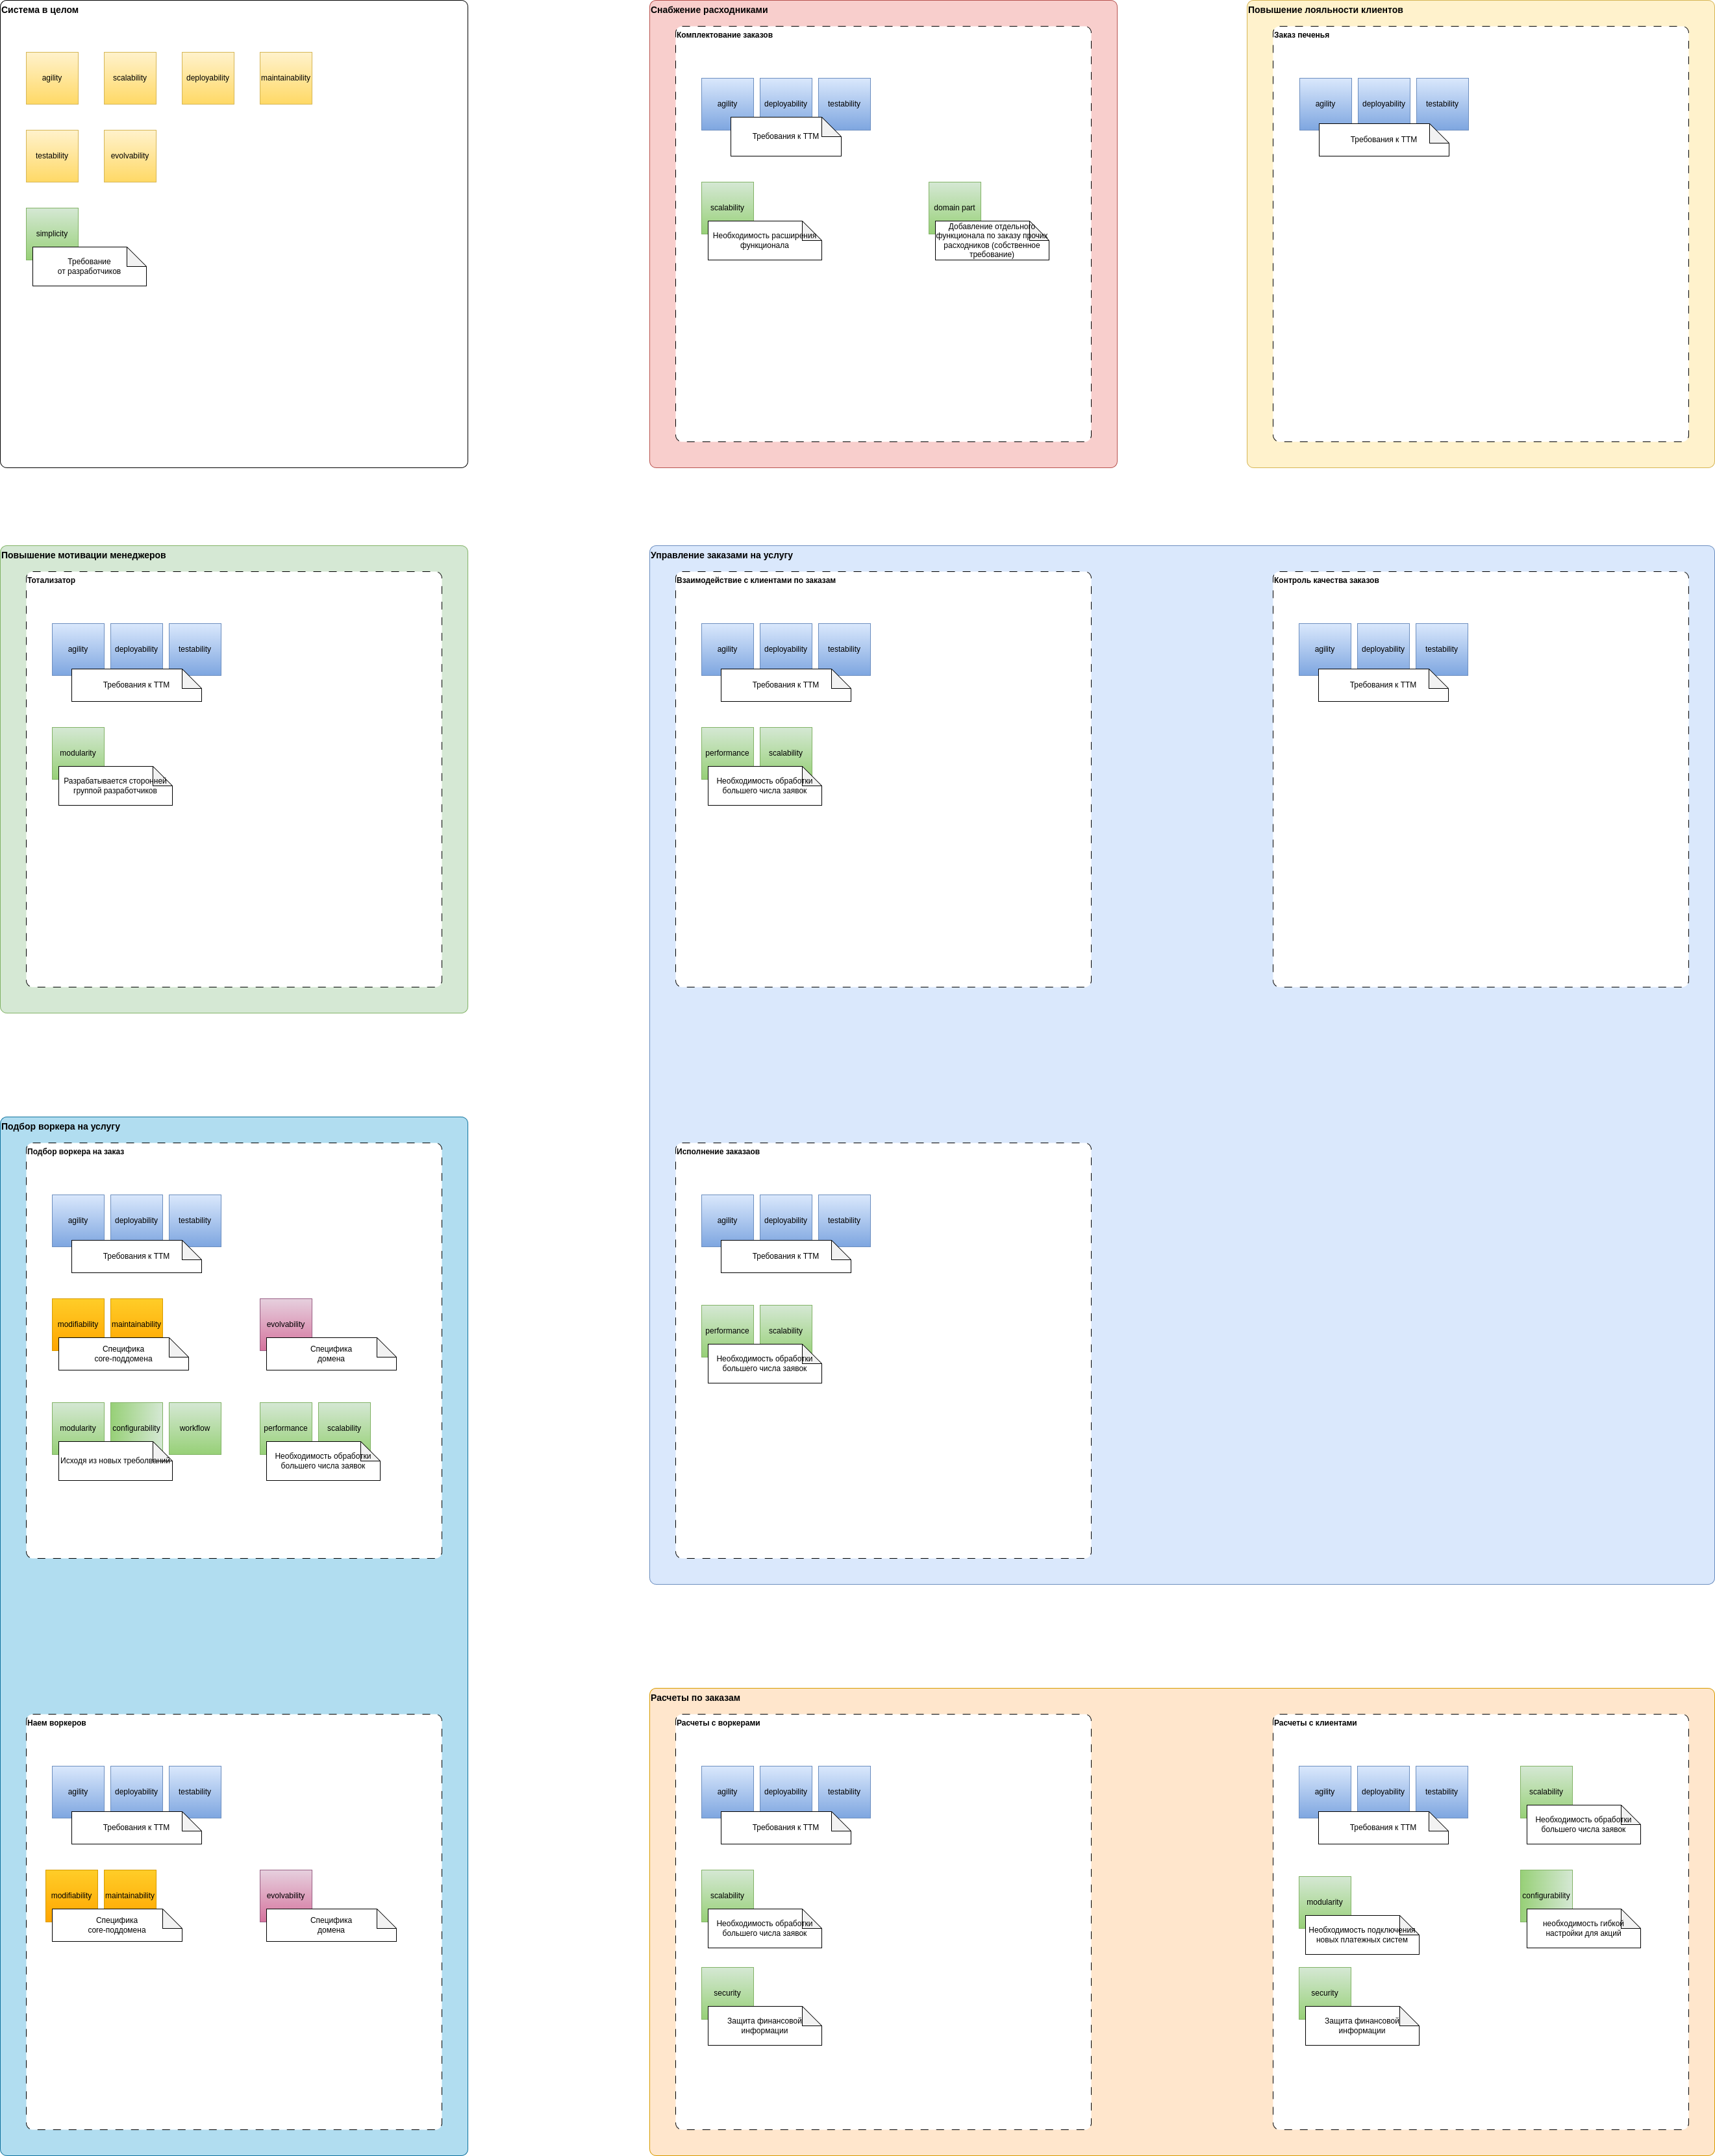 Система в целом
agility
scalability
deployability
maintainability
testability
evolvability
simplicity
Требование
от разработчиков
Снабжение расходниками
Комплектование заказов
agility
deployability
testability
Требования к TTM
scalability
Необходимость расширения
функционала
domain part
Добавление отдельного
функционала по заказу прочих
расходников (собственное
требование)
Повышение лояльности клиентов
Заказ печенья
agility
deployability
testability
Требования к TTM
Повышение мотивации менеджеров
Тотализатор
agility
deployability
testability
Требования к TTM
modularity
Разрабатывается сторонней
группой разработчиков
Управление заказами на услугу
Взаимодействие с клиентами по заказам
agility
deployability
testability
Требования к TTM
performance
scalability
Необходимость обработки
большего числа заявок
Контроль качества заказов
agility
deployability
testability
Требования к TTM
Исполнение заказаов
agility
deployability
testability
Требования к TTM
performance
scalability
Необходимость обработки
большего числа заявок
Подбор воркера на услугу
Подбор воркера на заказ
agility
deployability
testability
Требования к TTM
modifiability
maintainability
Специфика
core-поддомена
evolvability
Специфика
домена
modularity
configurability
workflow
Исходя из новых требований
performance
scalability
Необходимость обработки
большего числа заявок
Наем воркеров
agility
deployability
testability
Требования к TTM
modifiability
maintainability
Специфика
core-поддомена
evolvability
Специфика
домена
Расчеты по заказам
Расчеты с воркерами
agility
deployability
testability
Требования к TTM
scalability
Необходимость обработки
большего числа заявок
security
Защита финансовой
информации
Расчеты с клиентами
agility
deployability
testability
Требования к TTM
scalability
Необходимость обработки
большего числа заявок
modularity
Необходимость подключения
новых платежных систем
configurability
необходимость гибкой
настройки для акций
security
Защита финансовой
информации